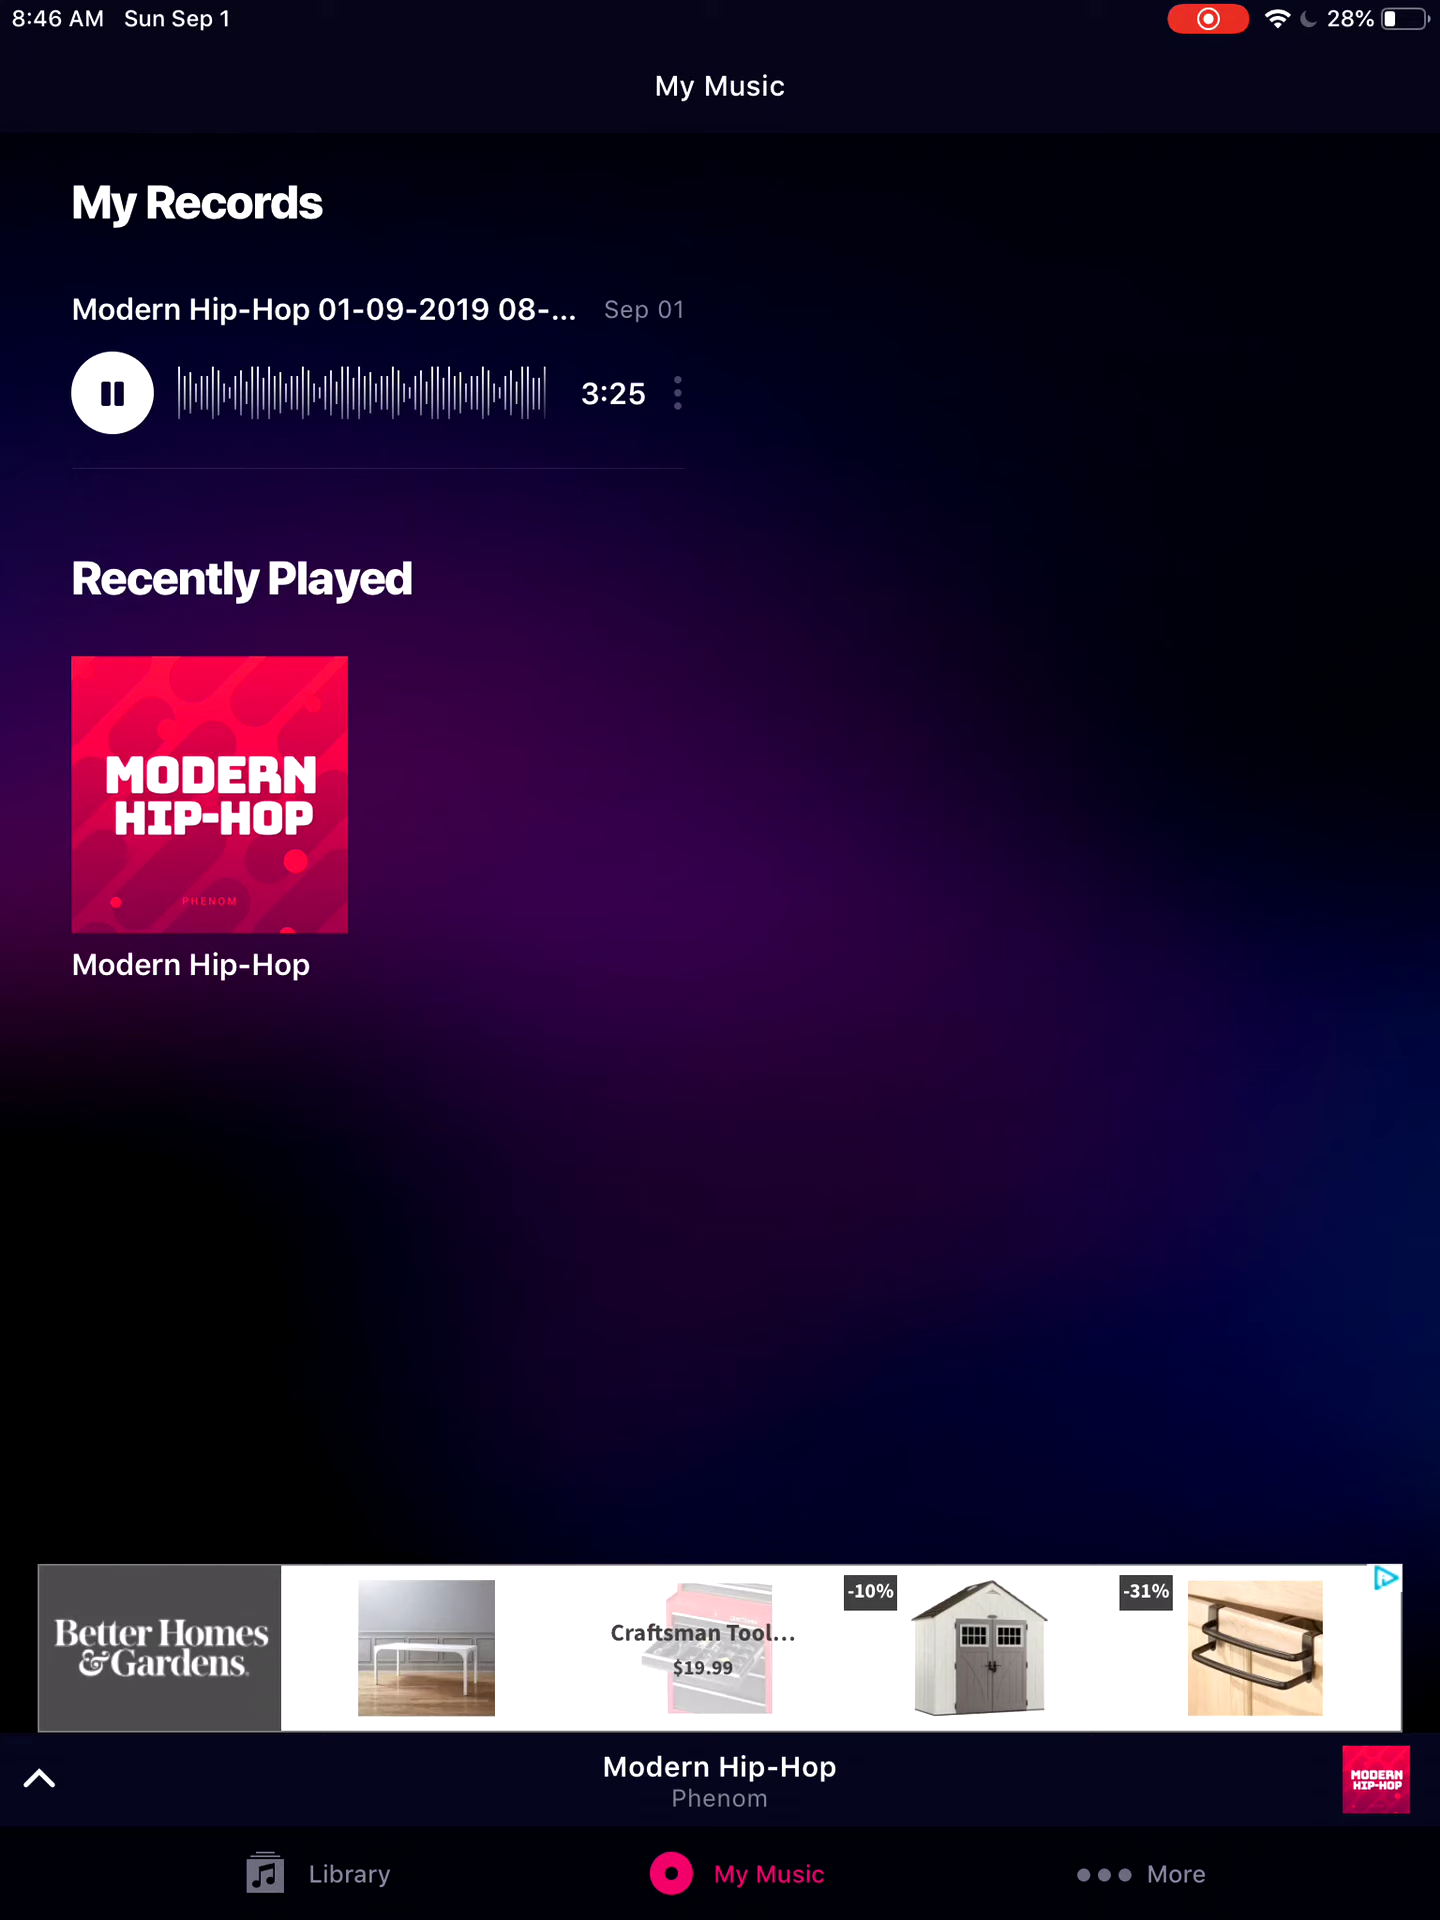 8:46 AM Sun Sep 1
28%
My Music
My Records
Modern Hip-Hop 01-09-2019 08-...
Sep 01
3:25
Recently Played
MODERN
HIP-HOP
PHENOM
Modern Hip-Hop
Better Homes
&Gardens
Craftsman Tool...
$19.99
-10%
-31%
Modern Hip-Hop
Phenom
MODERN
HIP-HOP
Library
My Music
More